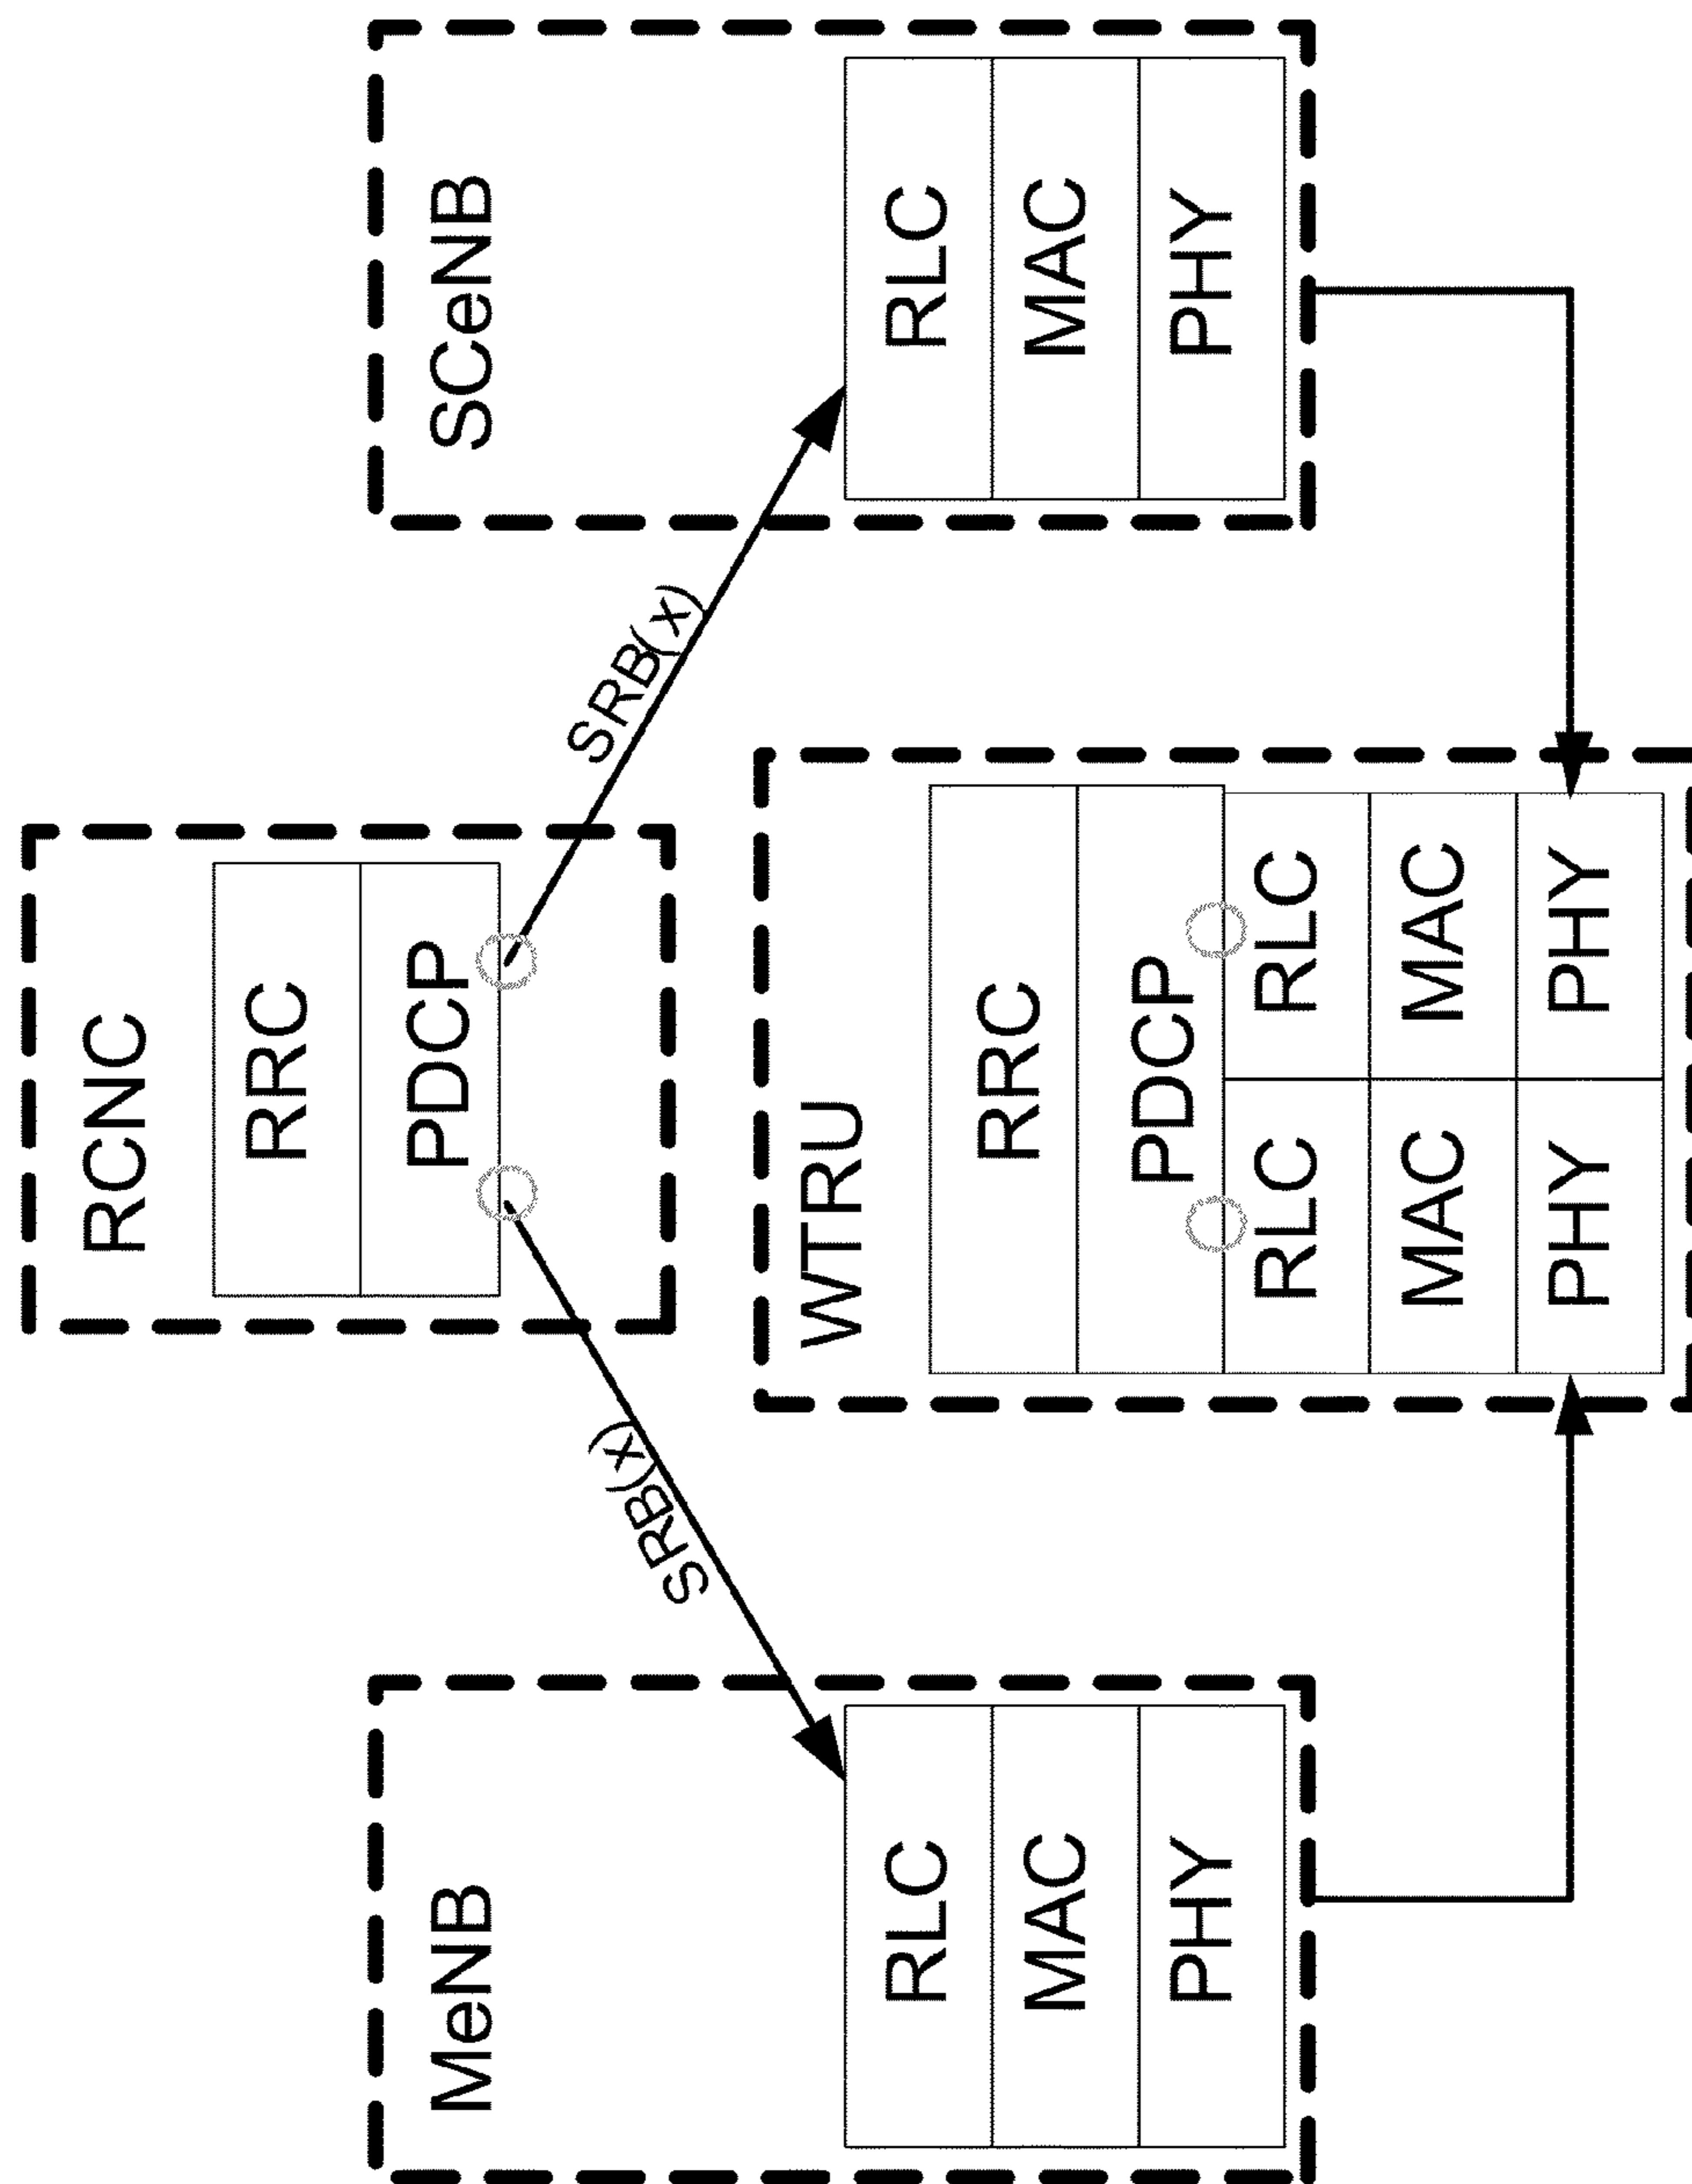 RCNC
RRC
PDCP
SRB(x)
SRB(x)
MeNB
RLC
MAC
PHY
SCeNB
RLC
MAC
PHY
WTRU
RRC
PDCP
RLC
RLC
MAC
MAC
PHY
PHY